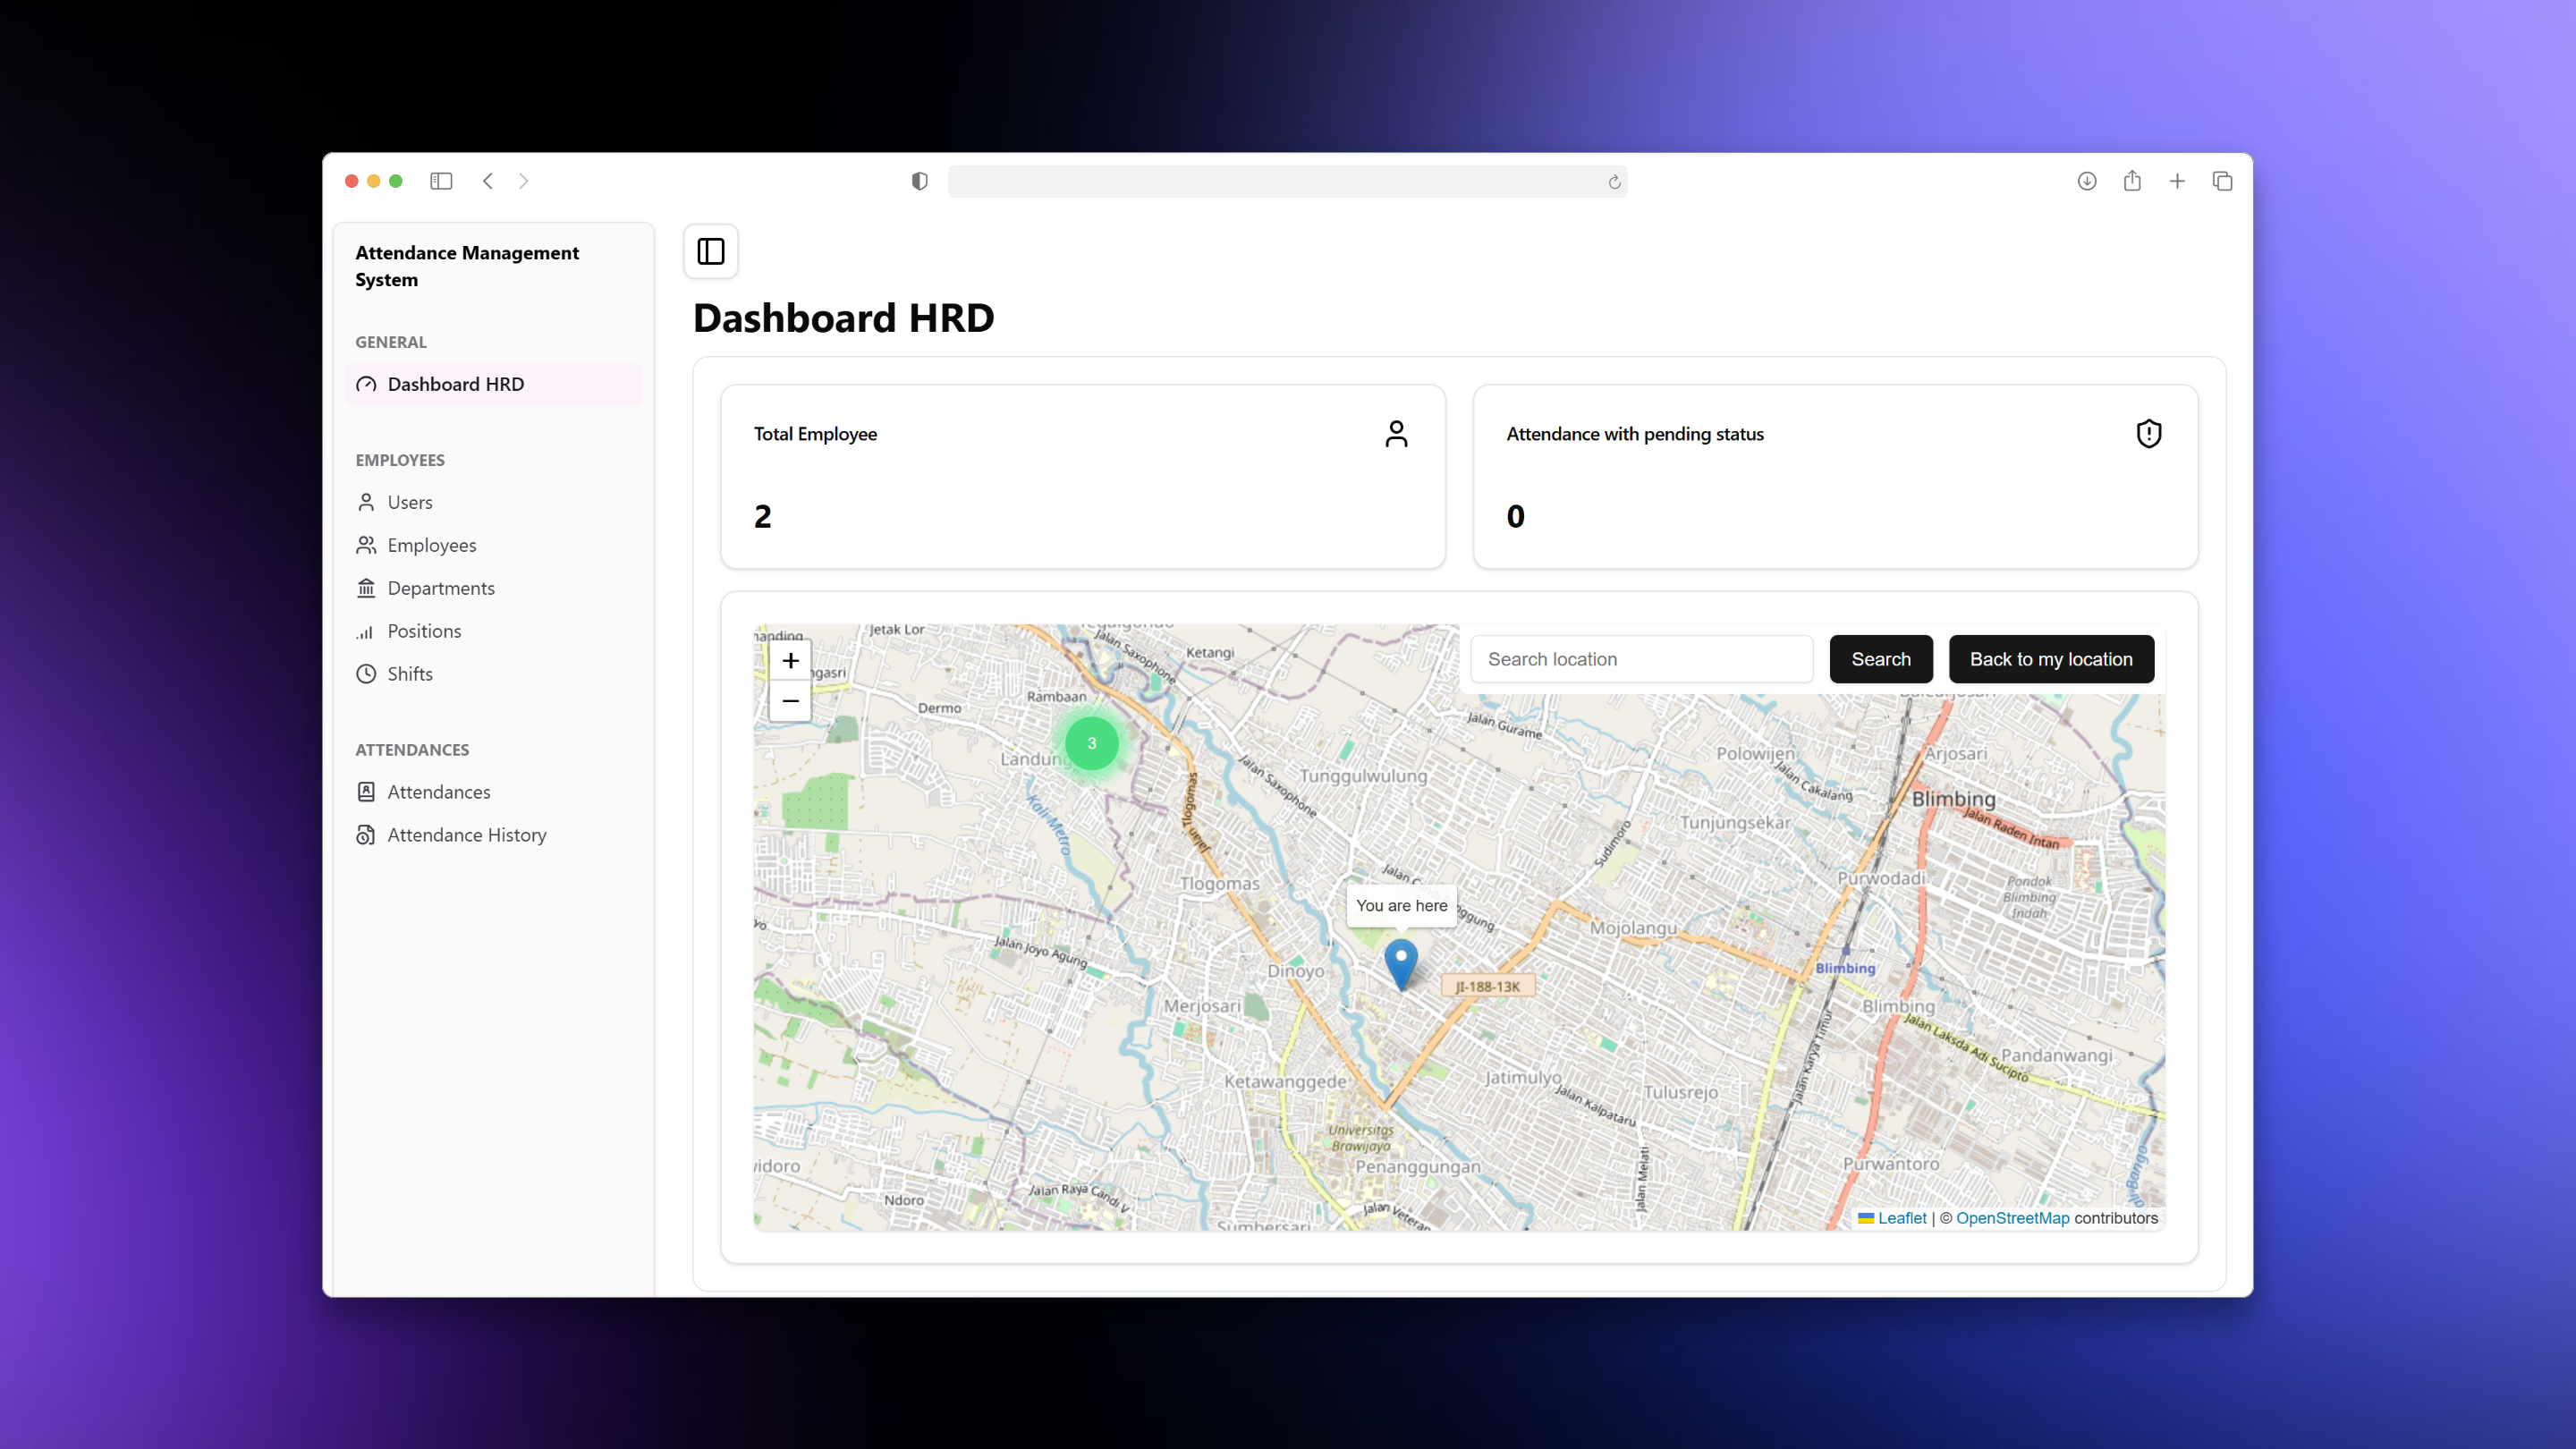 Attendance Management
System
GENERAL
Dashboard HRD
EMPLOYEES
Users
Employees
Departments
Positions
Shifts
ATTENDANCES
Attendances
Attendance History
Dashboard HRD
Total Employee
2
Attendance with pending status
0
+
−
Search location
Search
Back to my location
Jetak Lor
Jalan Saxophone
Ketangi
Rambaan
Dermo
3
Jalan Gurame
Polowijen
Arjosari
Jalan Saxophone
Tunggulwulung
Jalan Cakalang
Blimbing
Kali Metro
Tlogomas
Tunjungsekar
Jalan Raden Intan
Sudimoro
Tlogomas
Purwodadi
Pondok
Blimbing
Indah
You are here
Mojolangu
Jalan Joyo Agung
Dinoyo
Blimbing
Jl-188-13K
Merjosari
Blimbing
Jalan Laksda Adi Sucipto
Jalan Karya Timur
Pandanwangi
Ketawanggede
Jatimulyo
Tulusrejo
Jalan Kalpataru
Universitas
Brawijaya
Penanggungan
Purwantoro
Jalan Melati
Ndoro
Jalan Raya Candi V
Jalan Veteran
Sumbersari
Leaflet | © OpenStreetMap contributors